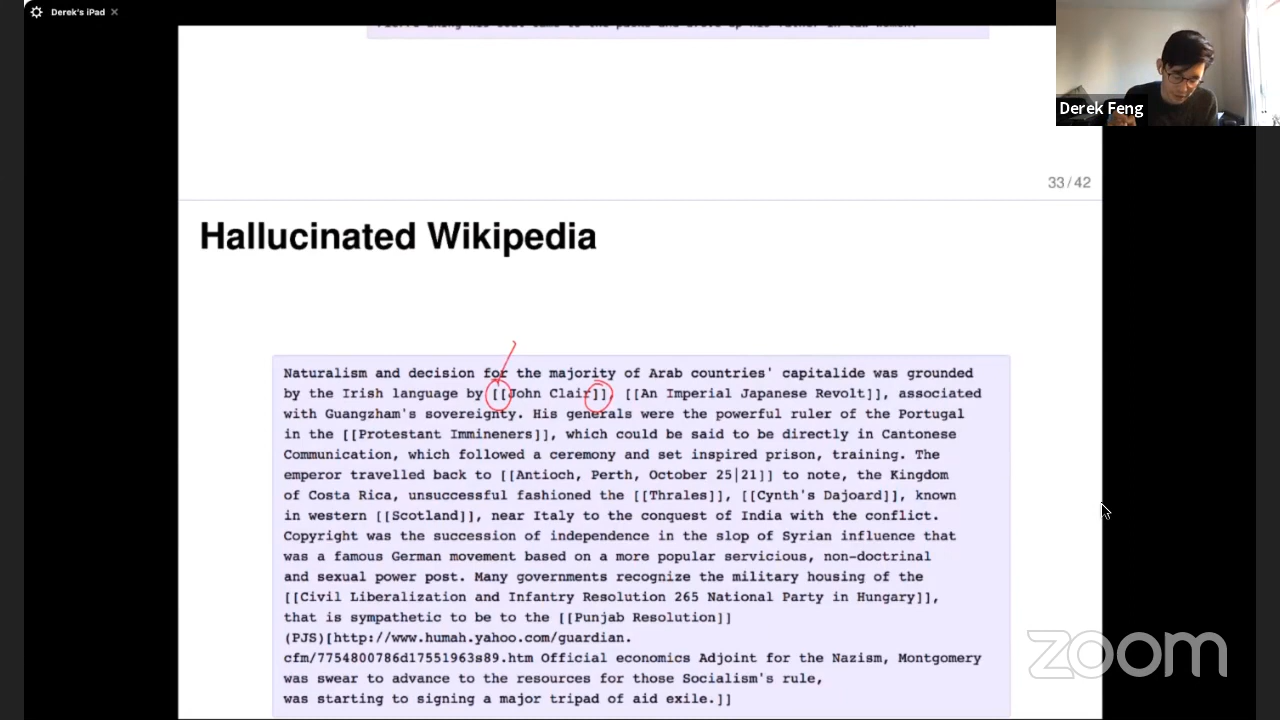 Derek's iPad
Derek Feng
33/42
Hallucinated Wikipedia
Naturalism and decision for the majority of Arab countries' capitalide was grounded
by the Irish language by [[John Clair]], [[An Imperial Japanese Revolt]], associated
with Guangzham's sovereignty. His generals were the powerful ruler of the Portugal
in the [[Protestant Immineners]], which could be said to be directly in Cantonese
Communication, which followed a ceremony and set inspired prison, training. The
emperor travelled back to [[Antioch, Perth, October 25|21]] to note, the Kingdom
of Costa Rica, unsuccessful fashioned the [[Thrales]], [[Cynth's Dajoard]], known
in western [[Scotland]], near Italy to the conquest of India with the conflict.
Copyright was the succession of independence in the slop of Syrian influence that
was a famous German movement based on a more popular servicious, non-doctrinal
and sexual power post. Many governments recognize the military housing of the
[[Civil Liberalization and Infantry Resolution 265 National Party in Hungary]],
that is sympathetic to be to the [[Punjab Resolution]]
(PJS)[http://www.humah.yahoo.com/guardian.
cfm/7754800786d17551963s89.htm Official economics Adjoint for the Nazism, Montgomery
was swear to advance to the resources for those Socialism's rule,
was starting to signing a major tripad of aid exile.]]
zoom